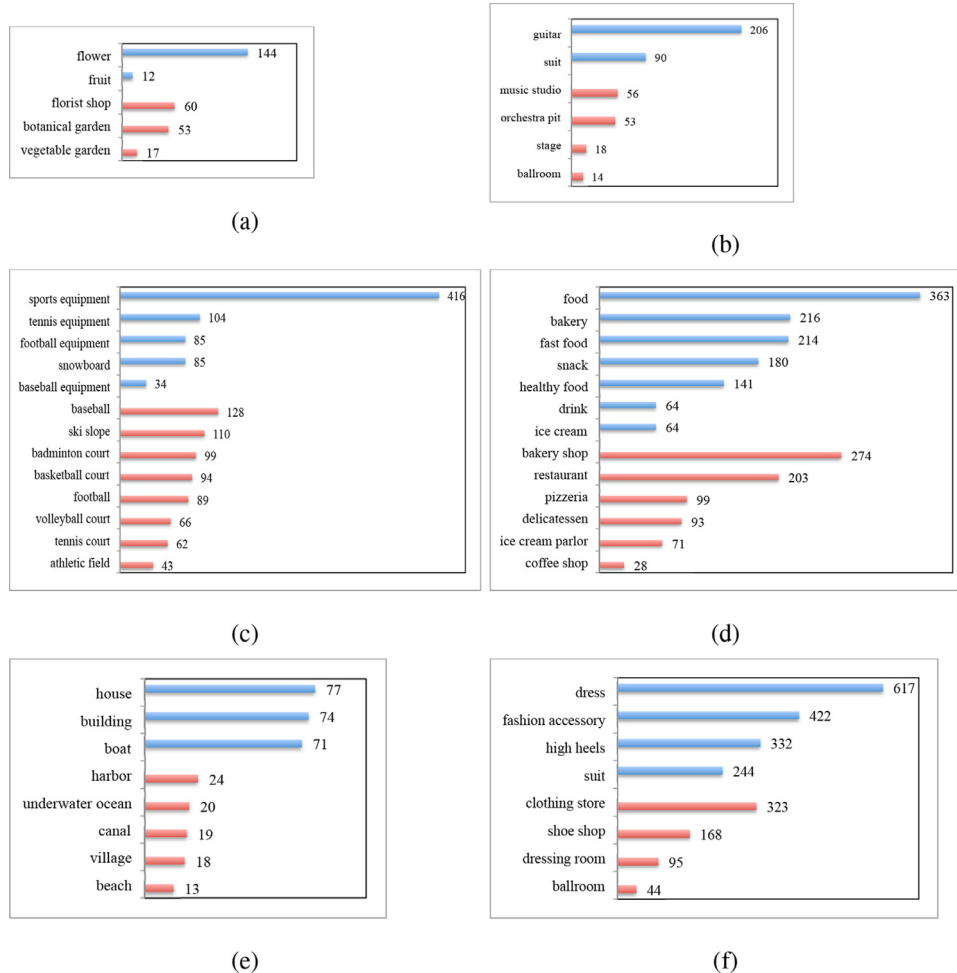 flower 144
fruit 12
florist shop 60
botanical garden 53
vegetable garden 17
(a)
guitar 206
suit 90
music studio 56
orchestra pit 53
stage 18
ballroom 14
(b)
sports equipment 416
tennis equipment 104
football equipment 85
snowboard 85
baseball equipment 34
baseball 128
ski slope 110
badminton court 99
basketball court 94
football 89
volleyball court 66
tennis court 62
athletic field 43
(c)
food 363
bakery 216
fast food 214
snack 180
healthy food 141
drink 64
ice cream 64
bakery shop 274
restaurant 203
pizzeria 99
delicatessen 93
ice cream parlor 71
coffee shop 28
(d)
house 77
building 74
boat 71
harbor 24
underwater ocean 20
canal 19
village 18
beach 13
(e)
dress 617
fashion accessory 422
high heels 332
suit 244
clothing store 323
shoe shop 168
dressing room 95
ballroom 44
(f)